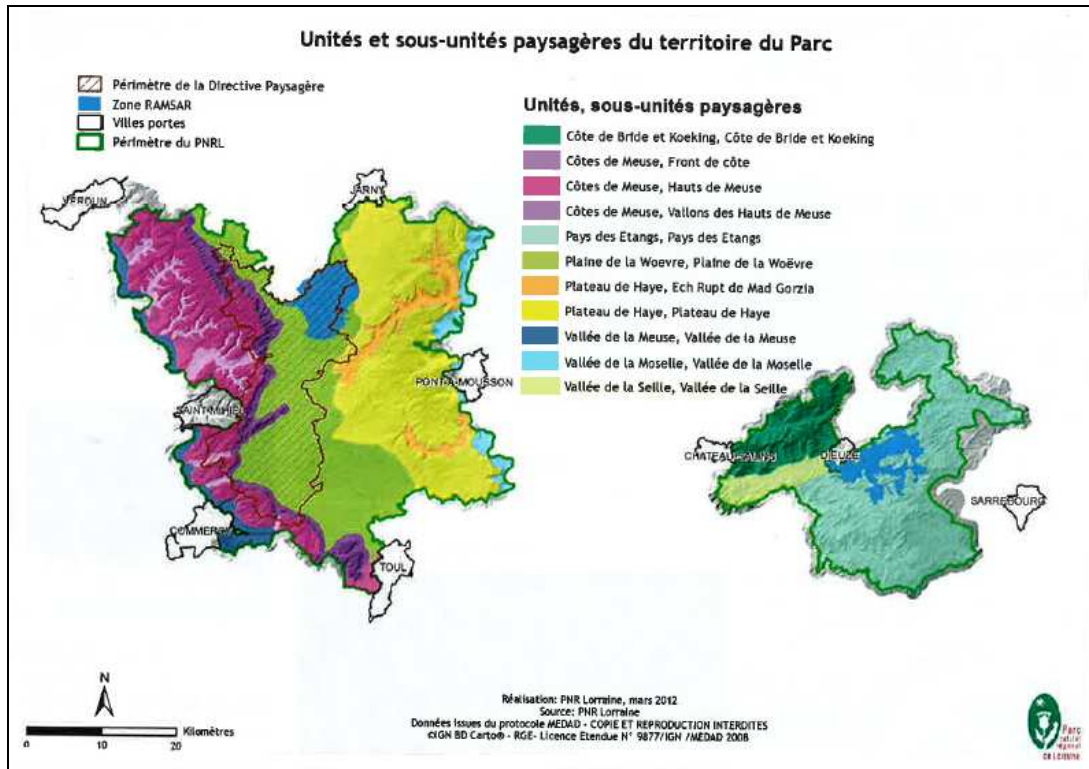 Unités et sous-unités paysagères du territoire du Parc
Périmètre de la Directive Paysagère
Zone RAMSAR
Villes portes
Périmètre du PNRL
Unités, sous-unités paysagères
Côte de Bride et Koeking, Côte de Bride et Koeking
Côtes de Meuse, Front de côte
Côtes de Meuse, Hauts de Meuse
Côtes de Meuse, Vallons des Hauts de Meuse
Pays des Etangs, Pays des Etangs
Plaine de la Woevre, Plaine de la Woëvre
Plateau de Haye, Ech Rupt de Mad Gorzia
Plateau de Haye, Plateau de Haye
Vallée de la Meuse, Vallée de la Meuse
Vallée de la Moselle, Vallée de la Moselle
Vallée de la Seille, Vallée de la Seille
VERDUN
JARNY
PONT-A-MOUSSON
SAINT-MIHIEL
COMMERCY
TOUL
CHATEAU-SALINS
DIEUZE
SARREBOURG
N
0 10 20 Kilomètres
Réalisation: PNR Lorraine, mars 2012
Source: PNR Lorraine
Données issues du protocole MEDAD - COPIE ET REPRODUCTION INTERDITES
©IGN BD Carto® - RGE- Licence Etendue N° 9877/IGN /MEDAD 2008
Parc
naturel
régional
de Lorraine